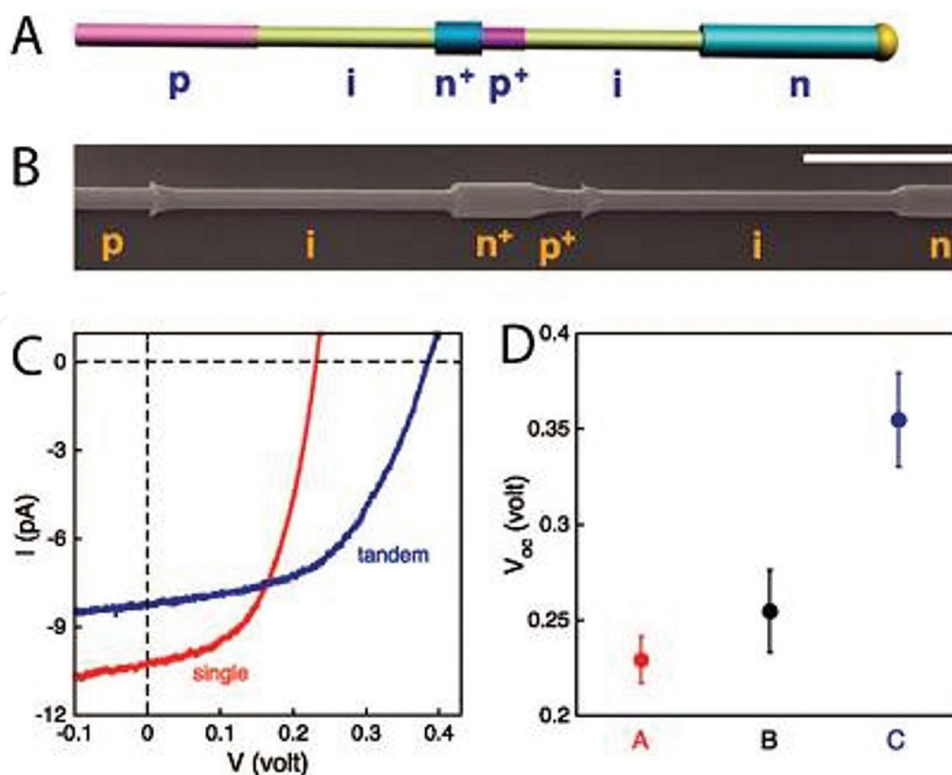 A
p i n+ p+ i n
B
p i n+ p+ i n
C
0
-3
-6
-9
-12
I (pA)
tandem
single
-0.1 0 0.1 0.2 0.3 0.4
V (volt)
D
0.4
0.35
0.3
0.25
0.2
Voc (volt)
A B C